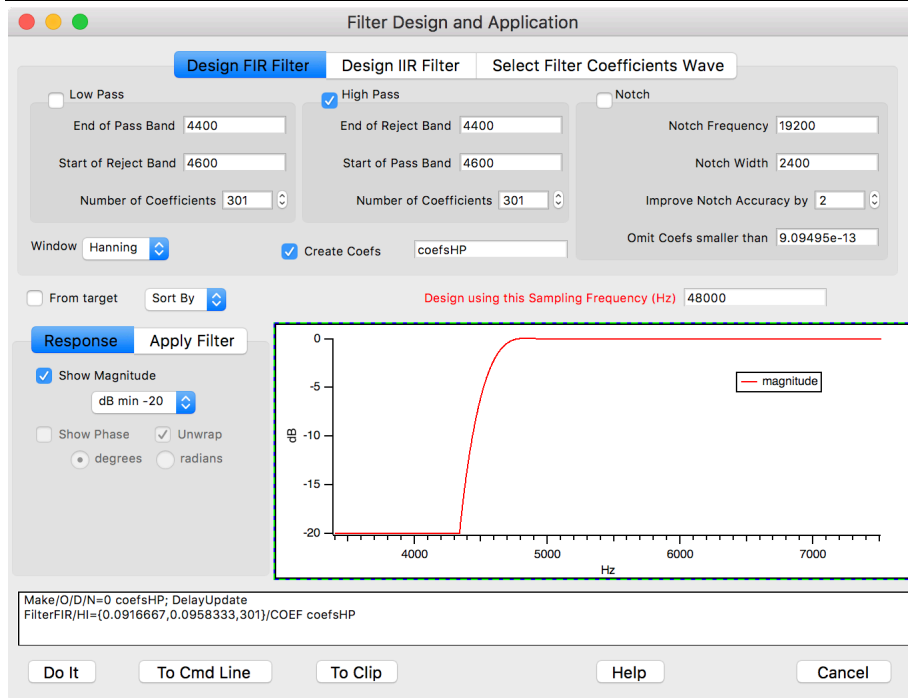 Filter Design and Application
Design FIR Filter
Design IIR Filter
Select Filter Coefficients Wave
Low Pass
End of Pass Band 4400
Start of Reject Band 4600
Number of Coefficients 301
High Pass
End of Reject Band 4400
Start of Pass Band 4600
Number of Coefficients 301
Notch
Notch Frequency 19200
Notch Width 2400
Improve Notch Accuracy by 2
Omit Coefs smaller than 9.09495e-13
Window Hanning
Create Coefs coefsHP
From target
Sort By
Design using this Sampling Frequency (Hz) 48000
Response
Apply Filter
Show Magnitude
dB min -20
Show Phase
Unwrap
degrees
radians
0
-5
-10
-15
-20
dB
magnitude
4000
5000
6000
7000
Hz
Make/O/D/N=0 coefsHP; DelayUpdate
FilterFIR/HI={0.0916667,0.0958333,301}/COEF coefsHP
Do It
To Cmd Line
To Clip
Help
Cancel